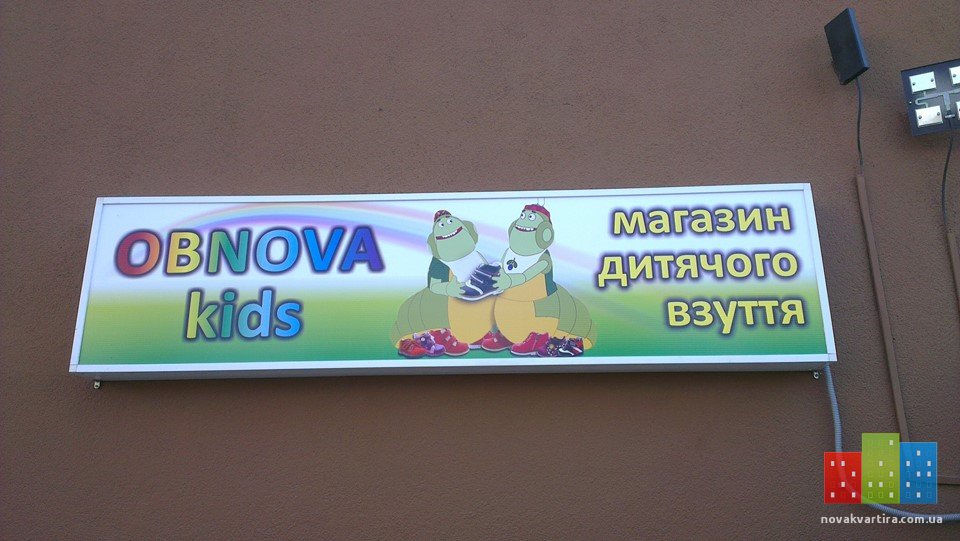 OBNOVA
kids
магазин
дитячого
взуття
novakvartira.com.ua